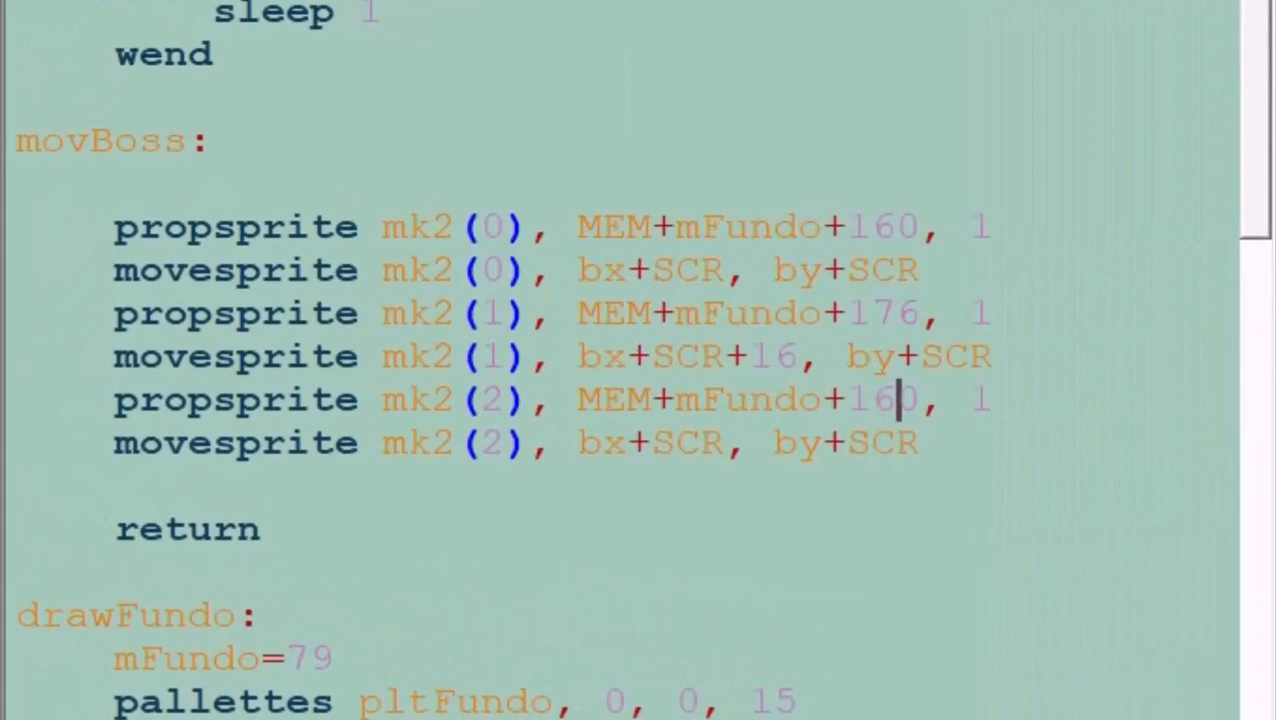 sleep 1
wend
movBoss:
propsprite mk2(0), MEM+mFundo+160, 1
movesprite mk2(0), bx+SCR, by+SCR
propsprite mk2(1), MEM+mFundo+176, 1
movesprite mk2(1), bx+SCR+16, by+SCR
propsprite mk2(2), MEM+mFundo+160, 1
movesprite mk2(2), bx+SCR, by+SCR
return
drawFundo:
mFundo=79
pallettes pltFundo, 0, 0, 15